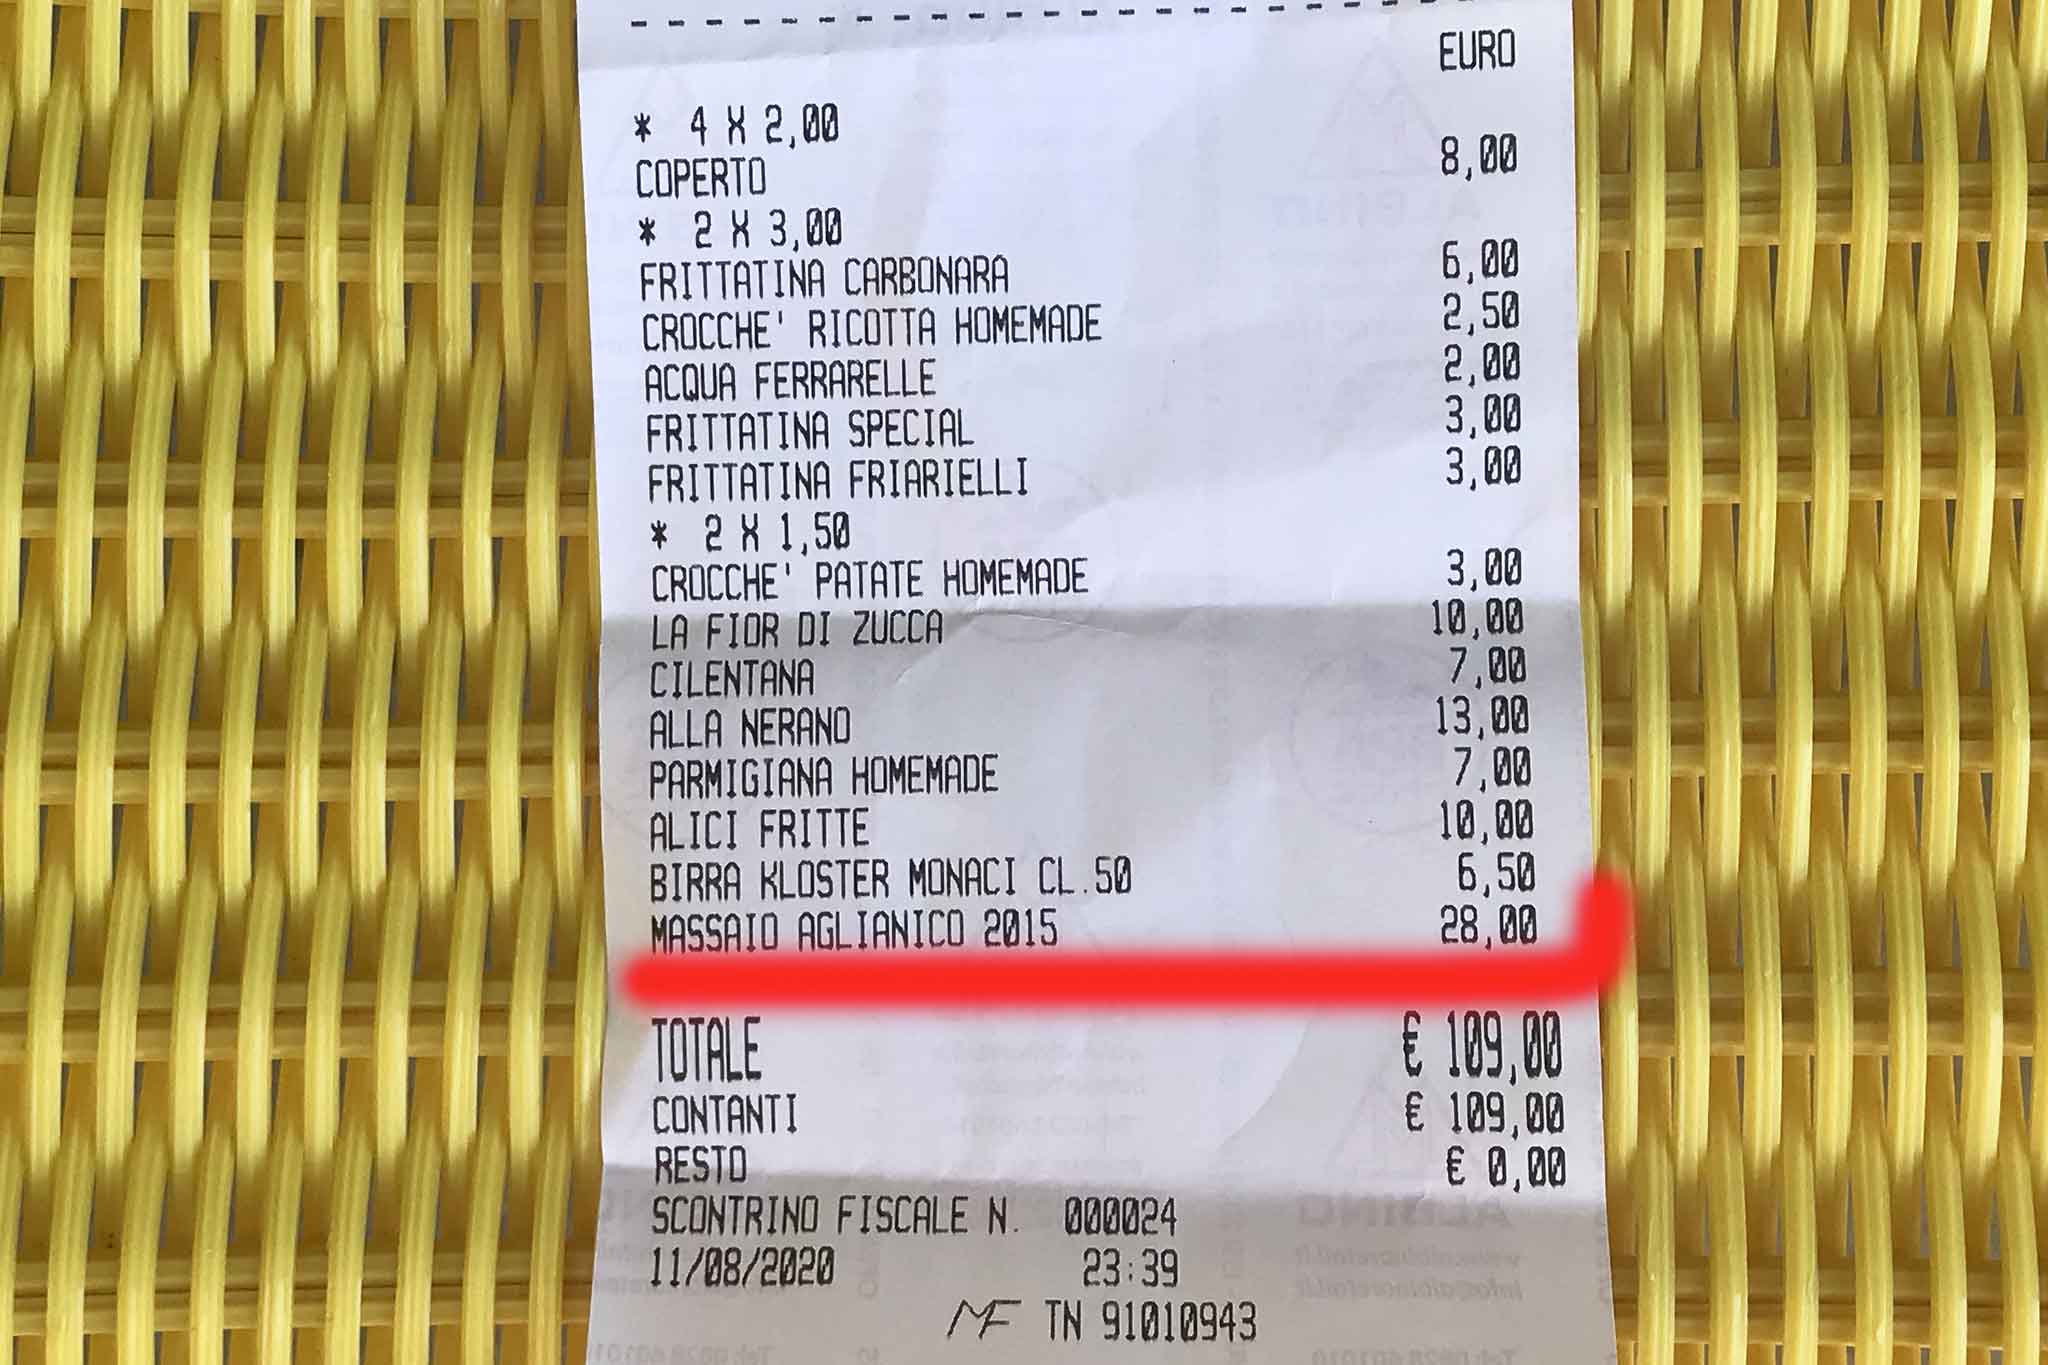 EURO
* 4 X 2,00
COPERTO 8,00
* 2 X 3,00
FRITTATINA CARBONARA 6,00
CROCCHE' RICOTTA HOMEMADE 2,50
ACQUA FERRARELLE 2,00
FRITTATINA SPECIAL 3,00
FRITTATINA FRIARIELLI 3,00
* 2 X 1,50
CROCCHE' PATATE HOMEMADE 3,00
LA FIOR DI ZUCCA 10,00
CILENTANA 7,00
ALLA NERANO 13,00
PARMIGIANA HOMEMADE 7,00
ALICI FRITTE 10,00
BIRRA KLOSTER MONACI CL.50 6,50
MASSAIO AGLIANICO 2015 28,00
TOTALE € 109,00
CONTANTI € 109,00
RESTO € 0,00
SCONTRINO FISCALE N. 000024
11/08/2020 23:39
MF TN 91010943